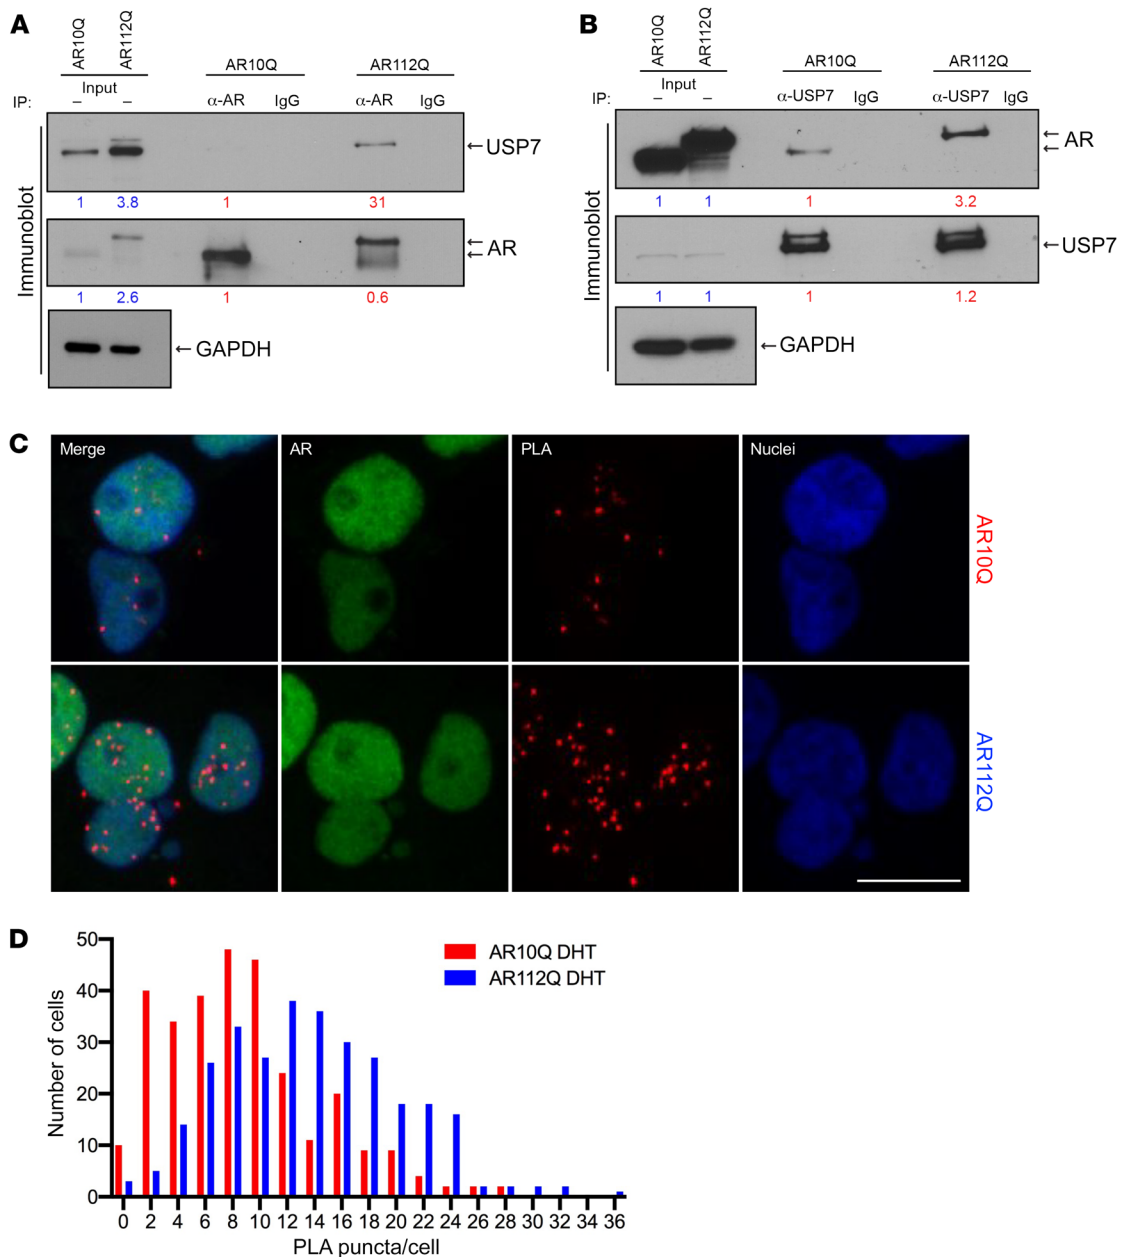 A
AR10Q
AR112Q
Input
AR10Q
AR112Q
IP:
–
–
α-AR
IgG
α-AR
IgG
Immunoblot
←USP7
1
3.8
1
31
←
← AR
1
2.6
1
0.6
←GAPDH
B
AR10Q
AR112Q
Input
AR10Q
AR112Q
IP:
–
–
α-USP7
IgG
α-USP7
IgG
Immunoblot
←
← AR
1
1
1
3.2
←USP7
1
1
1
1.2
←GAPDH
C
Merge
AR
PLA
Nuclei
AR10Q
AR112Q
D
Number of cells
50
40
30
20
10
0
AR10Q DHT
AR112Q DHT
0 2 4 6 8 10 12 14 16 18 20 22 24 26 28 30 32 34 36
PLA puncta/cell